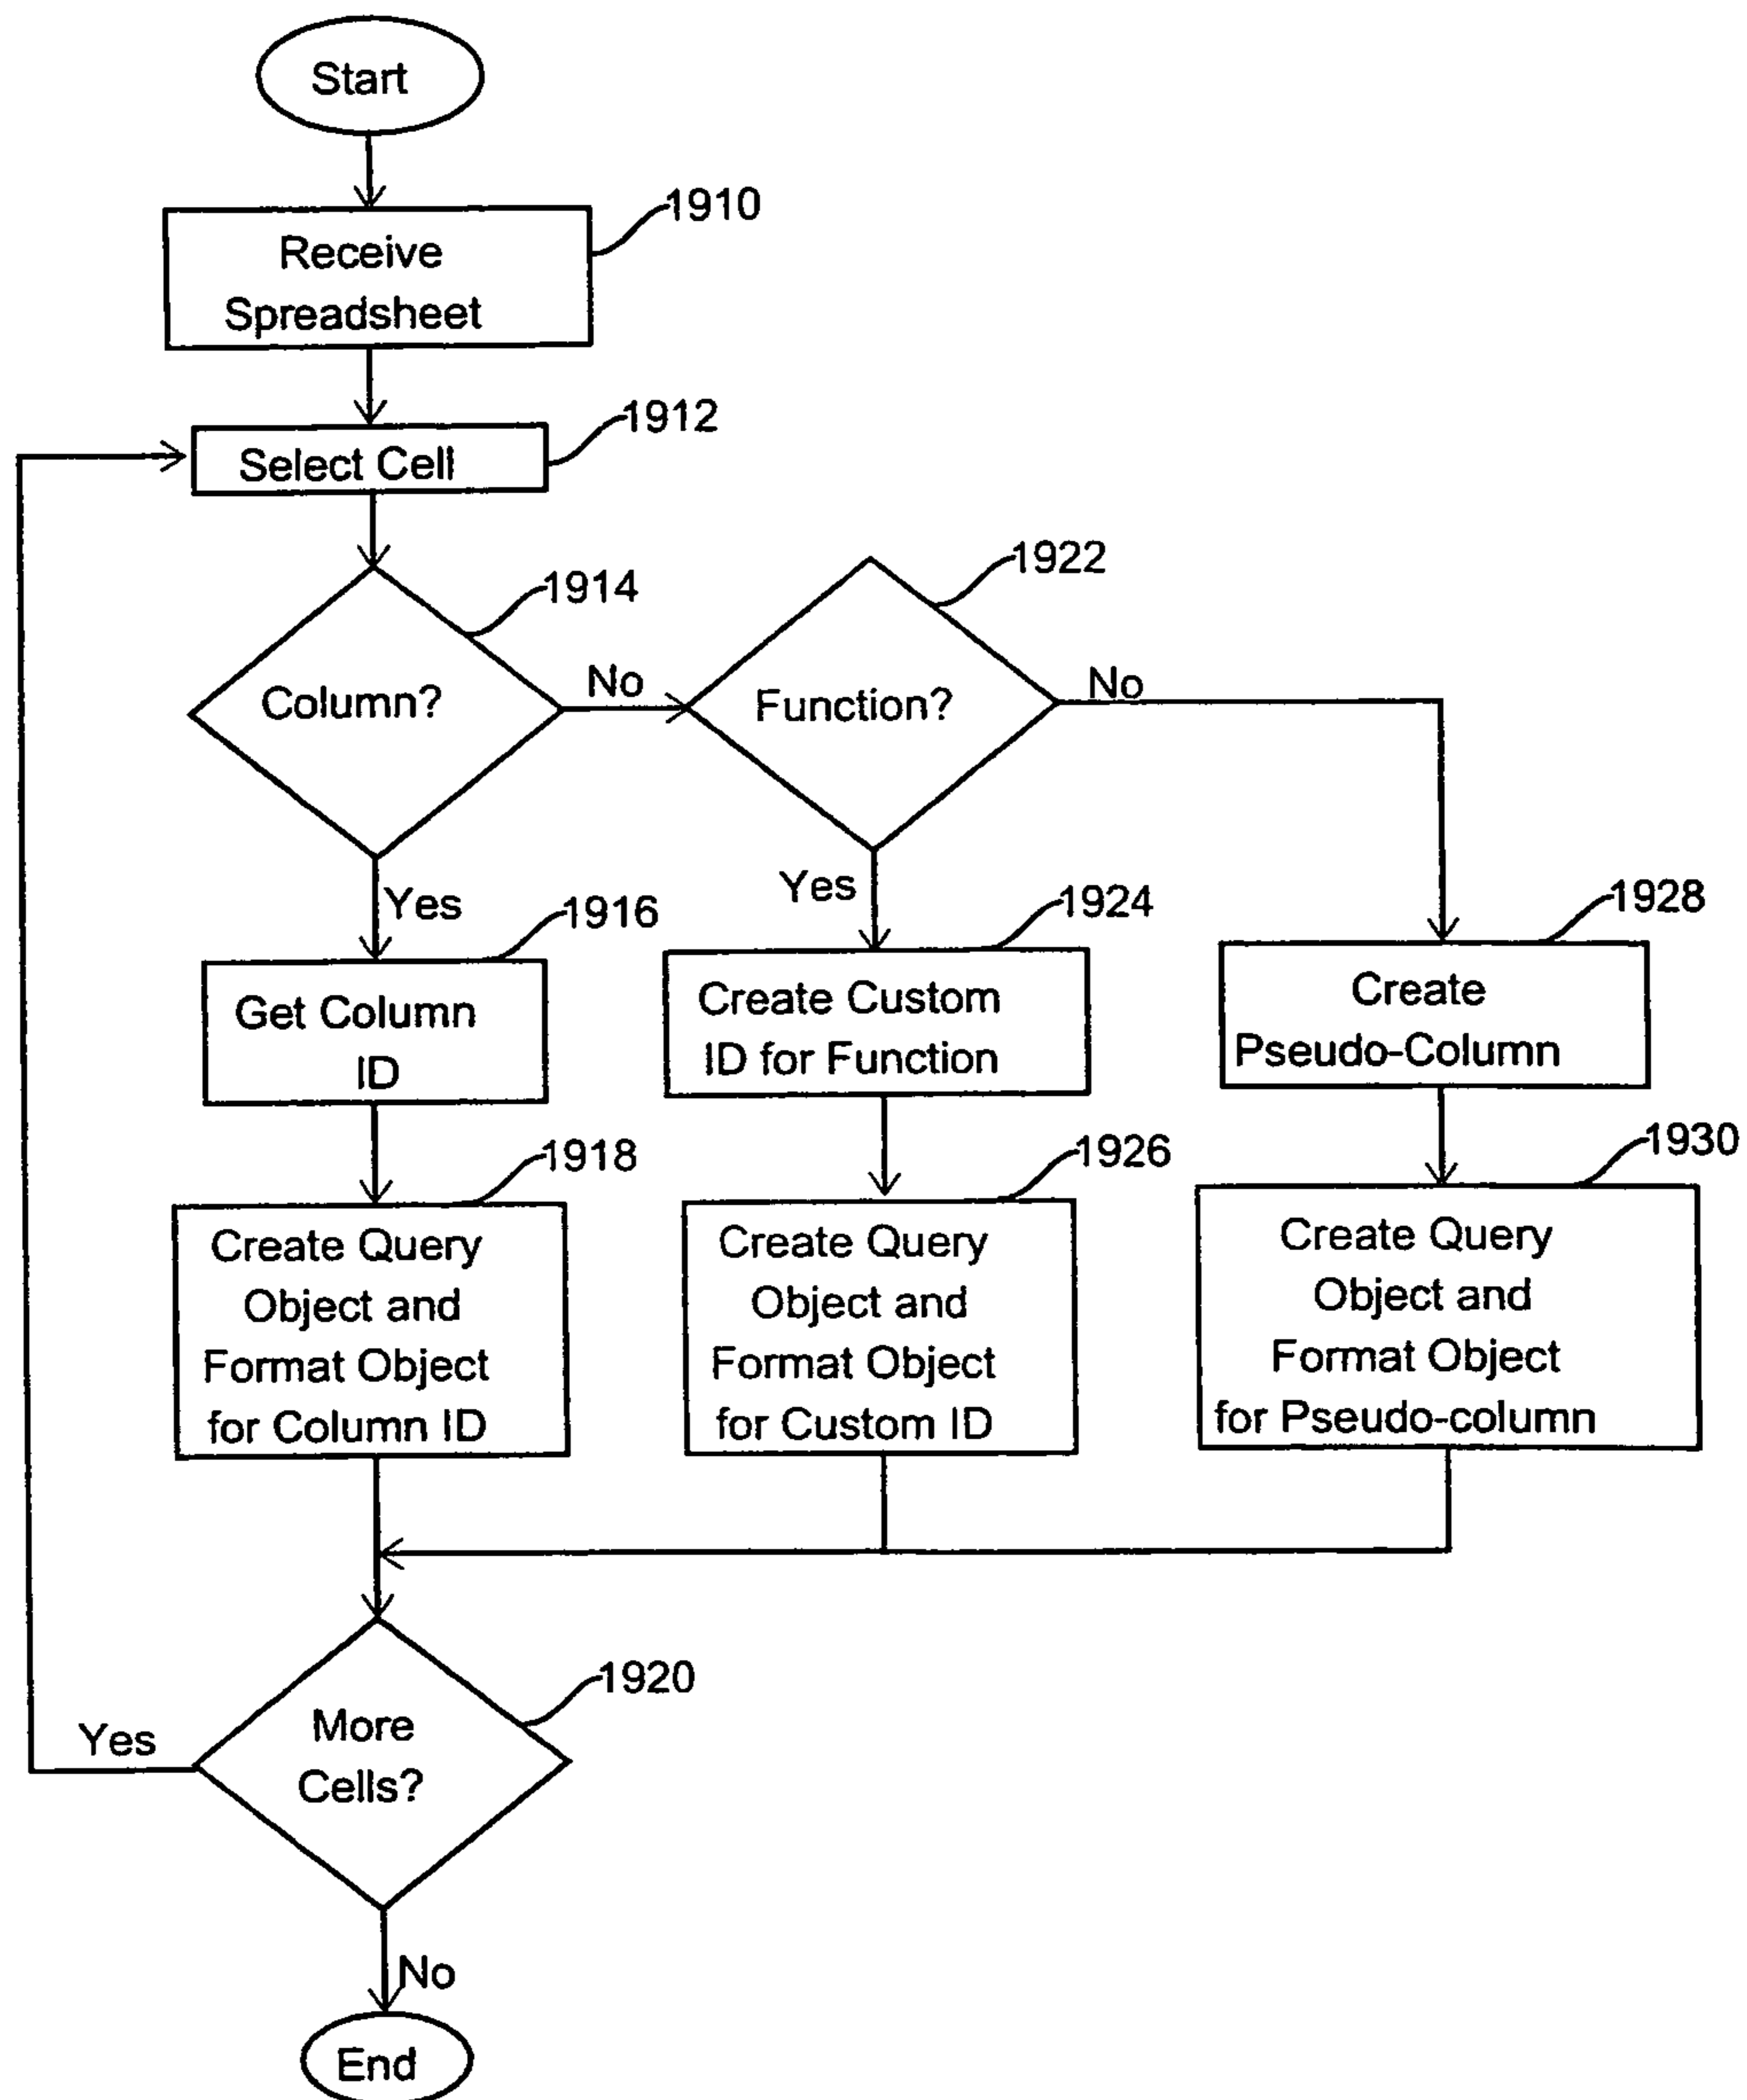 Start
1910
Receive
Spreadsheet
1912
Select Cell
1914
Column?
No
1922
Function?
No
Yes
1916
Get Column
ID
Yes
1924
Create Custom
ID for Function
1928
Create
Pseudo-Column
1918
Create Query
Object and
Format Object
for Column ID
1926
Create Query
Object and
Format Object
for Custom ID
1930
Create Query
Object and
Format Object
for Pseudo-column
1920
More
Cells?
Yes
No
End